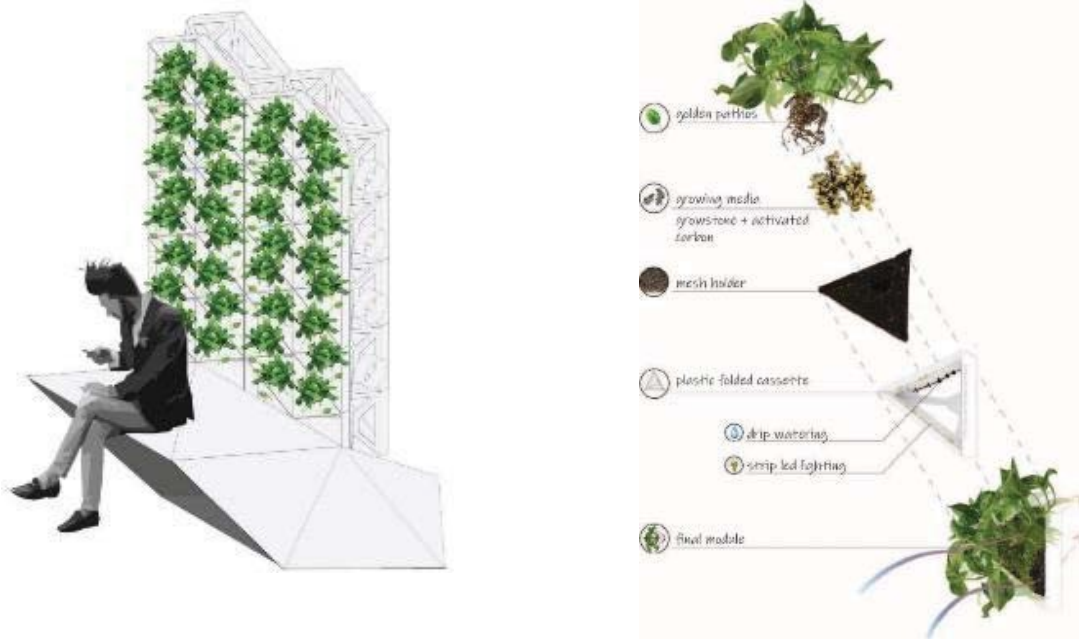 golden pathos
growing media
growstone + activated
carbon
mesh holder
plastic folded cassette
drip watering
strip led lighting
final module